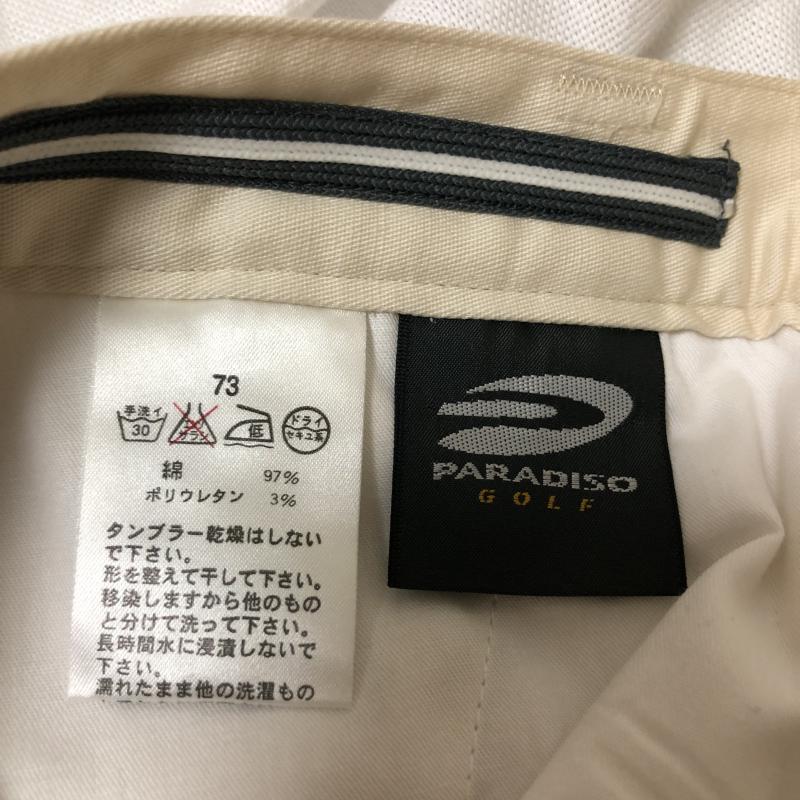 73
手洗イ
30
サラシ
低
ドライ
セキユ系
綿 97%
ポリウレタン 3%
タンブラー乾燥はしない
で下さい。
形を整えて干して下さい。
移染しますから他のもの
と分けて洗って下さい。
長時間水に浸漬しないで
下さい。
濡れたまま他の洗濯もの
PARADISO
GOLF